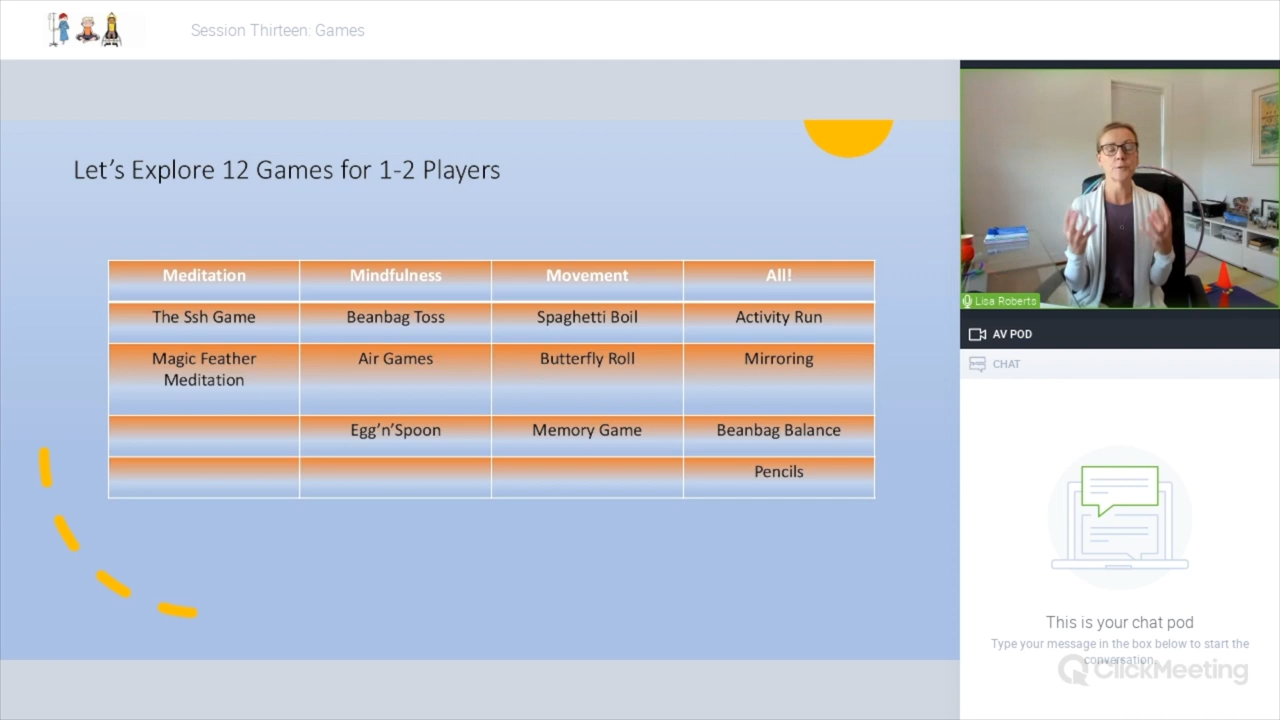 Session Thirteen: Games
Let's Explore 12 Games for 1-2 Players
Meditation Mindfulness Movement All!
The Ssh Game Beanbag Toss Spaghetti Boil Activity Run
Magic Feather Air Games Butterfly Roll Mirroring
Meditation
Egg'n'Spoon Memory Game Beanbag Balance
Pencils
Lisa Roberts
AV POD
CHAT
This is your chat pod
Type your message in the box below to start the
conversation.
ClickMeeting